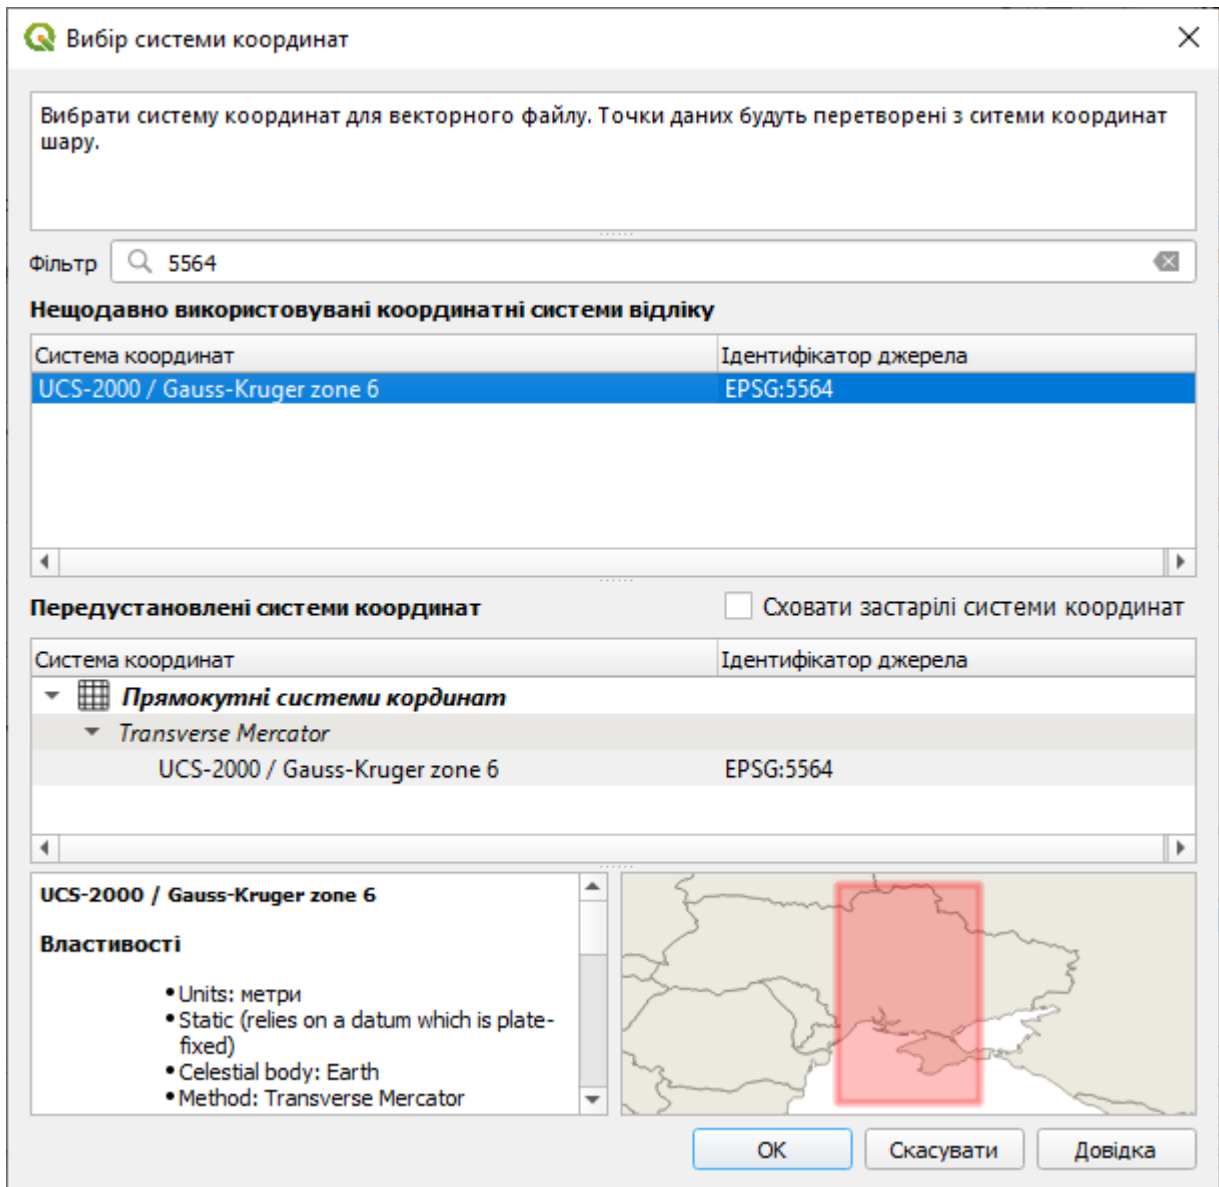 Вибір системи координат
Вибрати систему координат для векторного файлу. Точки даних будуть перетворені з ситеми координат
шару.
Фільтр 5564
Нещодавно використовувані координатні системи відліку
Система координат Ідентифікатор джерела
UCS-2000 / Gauss-Kruger zone 6 EPSG:5564
Передустановлені системи координат Сховати застарілі системи координат
Система координат Ідентифікатор джерела
Прямокутні системи кординат
Transverse Mercator
UCS-2000 / Gauss-Kruger zone 6 EPSG:5564
UCS-2000 / Gauss-Kruger zone 6
Властивості
• Units: метри
• Static (relies on a datum which is plate-
fixed)
• Celestial body: Earth
• Method: Transverse Mercator
OK Скасувати Довідка